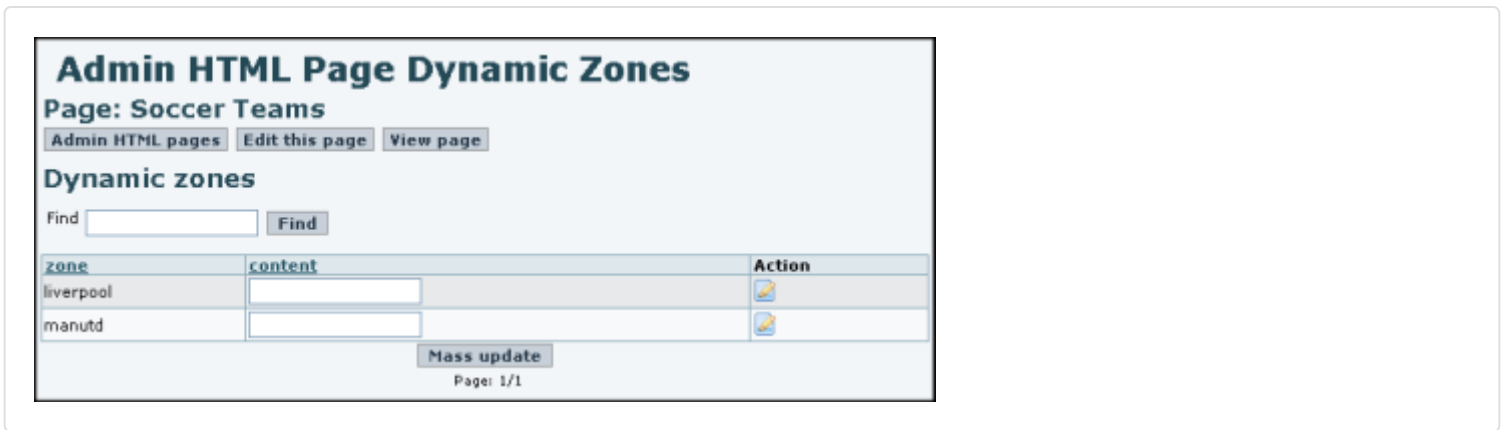 Admin HTML Page Dynamic Zones
Page: Soccer Teams
Admin HTML pages Edit this page View page
Dynamic zones
Find Find
zone content Action
liverpool
manutd
Mass update
Page: 1/1